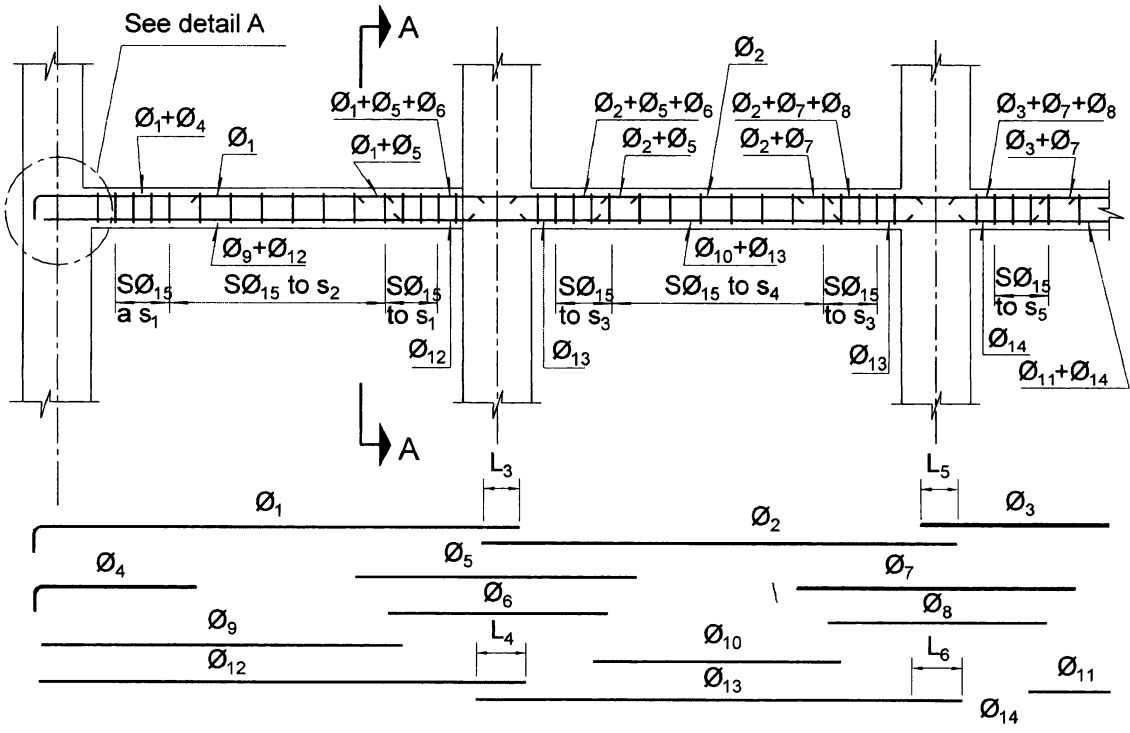 See detail A
A
Ø2
Ø1+Ø5+Ø6
Ø2+Ø5+Ø6
Ø2+Ø7+Ø8
Ø3+Ø7+Ø8
Ø1+Ø4
Ø1
Ø1+Ø5
Ø2+Ø5
Ø2+Ø7
Ø3+Ø7
Ø9+Ø12
Ø10+Ø13
SØ15
a s1
SØ15 to s2
SØ15
to s1
SØ15
to s3
SØ15 to s4
SØ15
to s3
SØ15
to s5
Ø12
Ø13
Ø13
Ø14
Ø11+Ø14
A
L3
L5
Ø1
Ø2
Ø3
Ø4
Ø5
Ø7
Ø6
Ø8
Ø9
L4
Ø10
L6
Ø12
Ø13
Ø11
Ø14